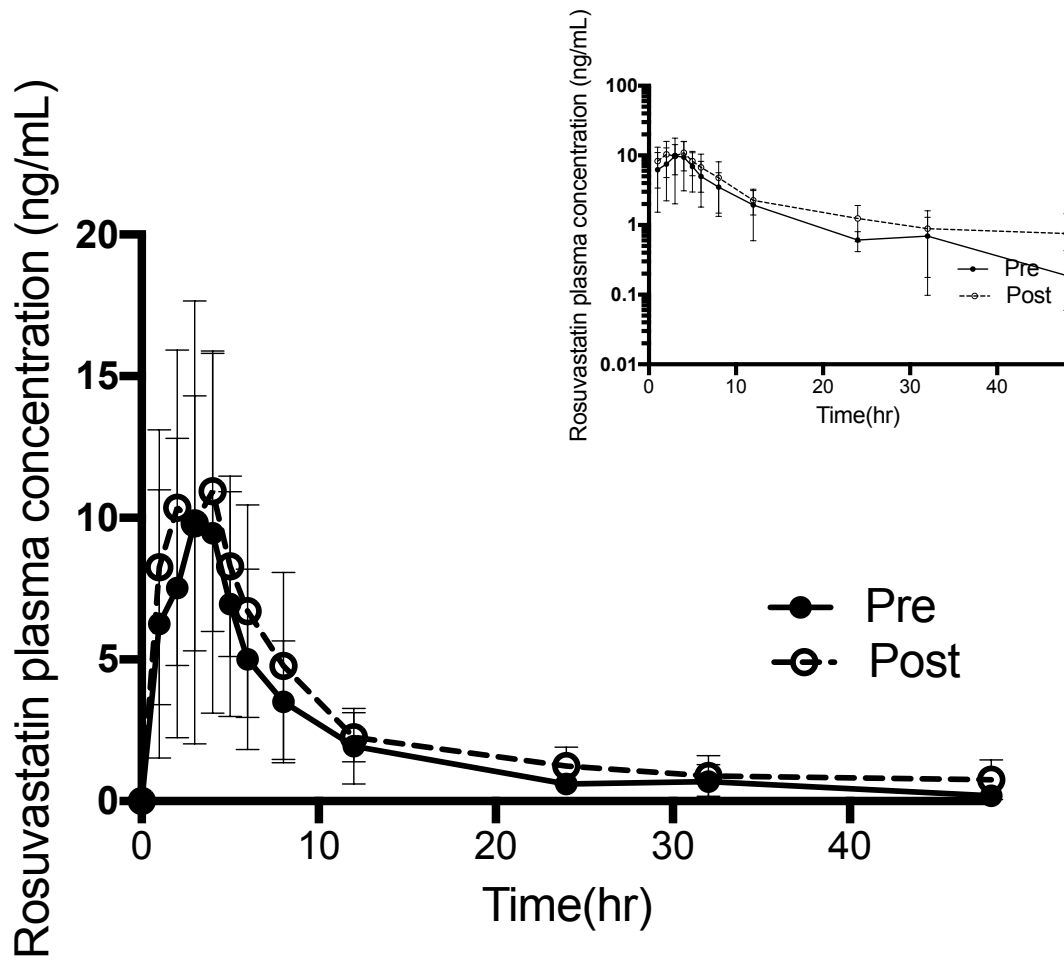 Rosuvastatin plasma concentration (ng/mL)
100
10
1
0.1
0.01
0 10 20 30 40
Time(hr)
Pre
Post
Rosuvastatin plasma concentration (ng/mL)
20
15
10
5
0
0 10 20 30 40
Time(hr)
Pre
Post